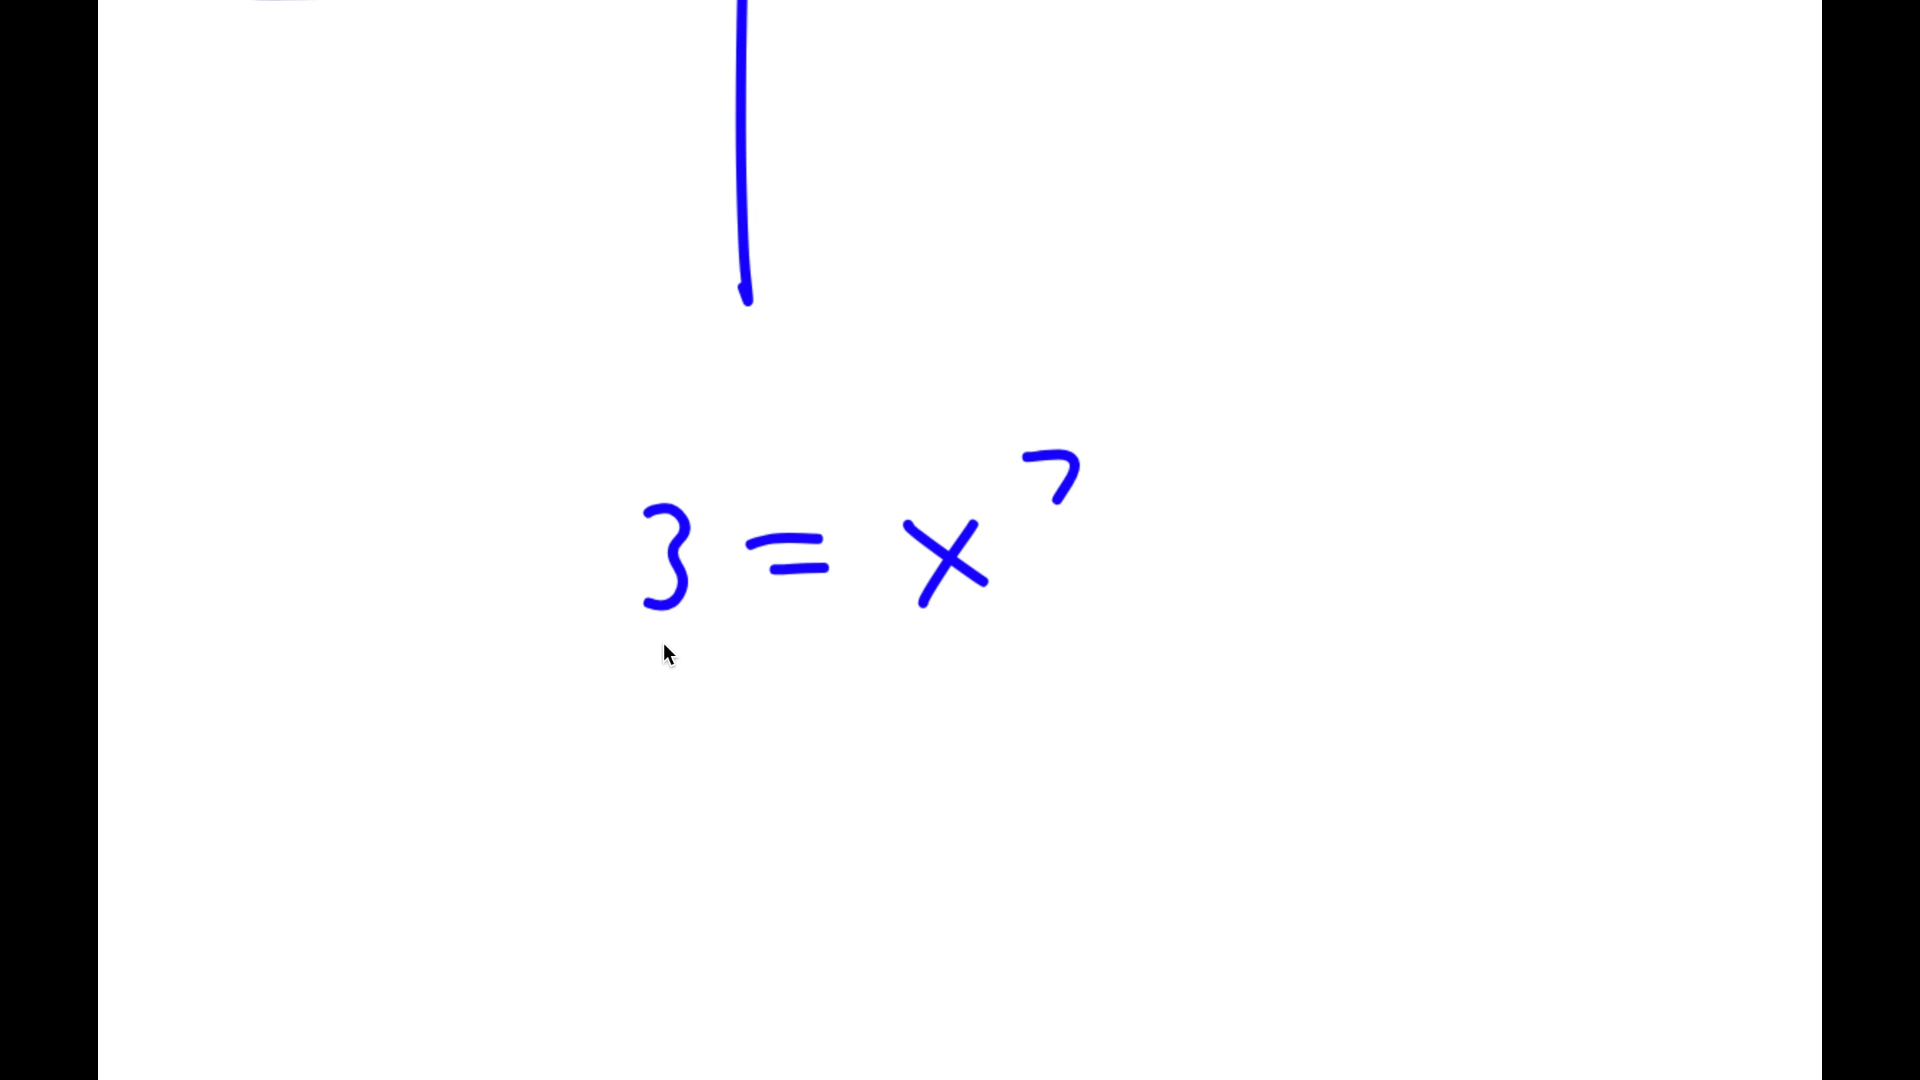 3 = x⁷